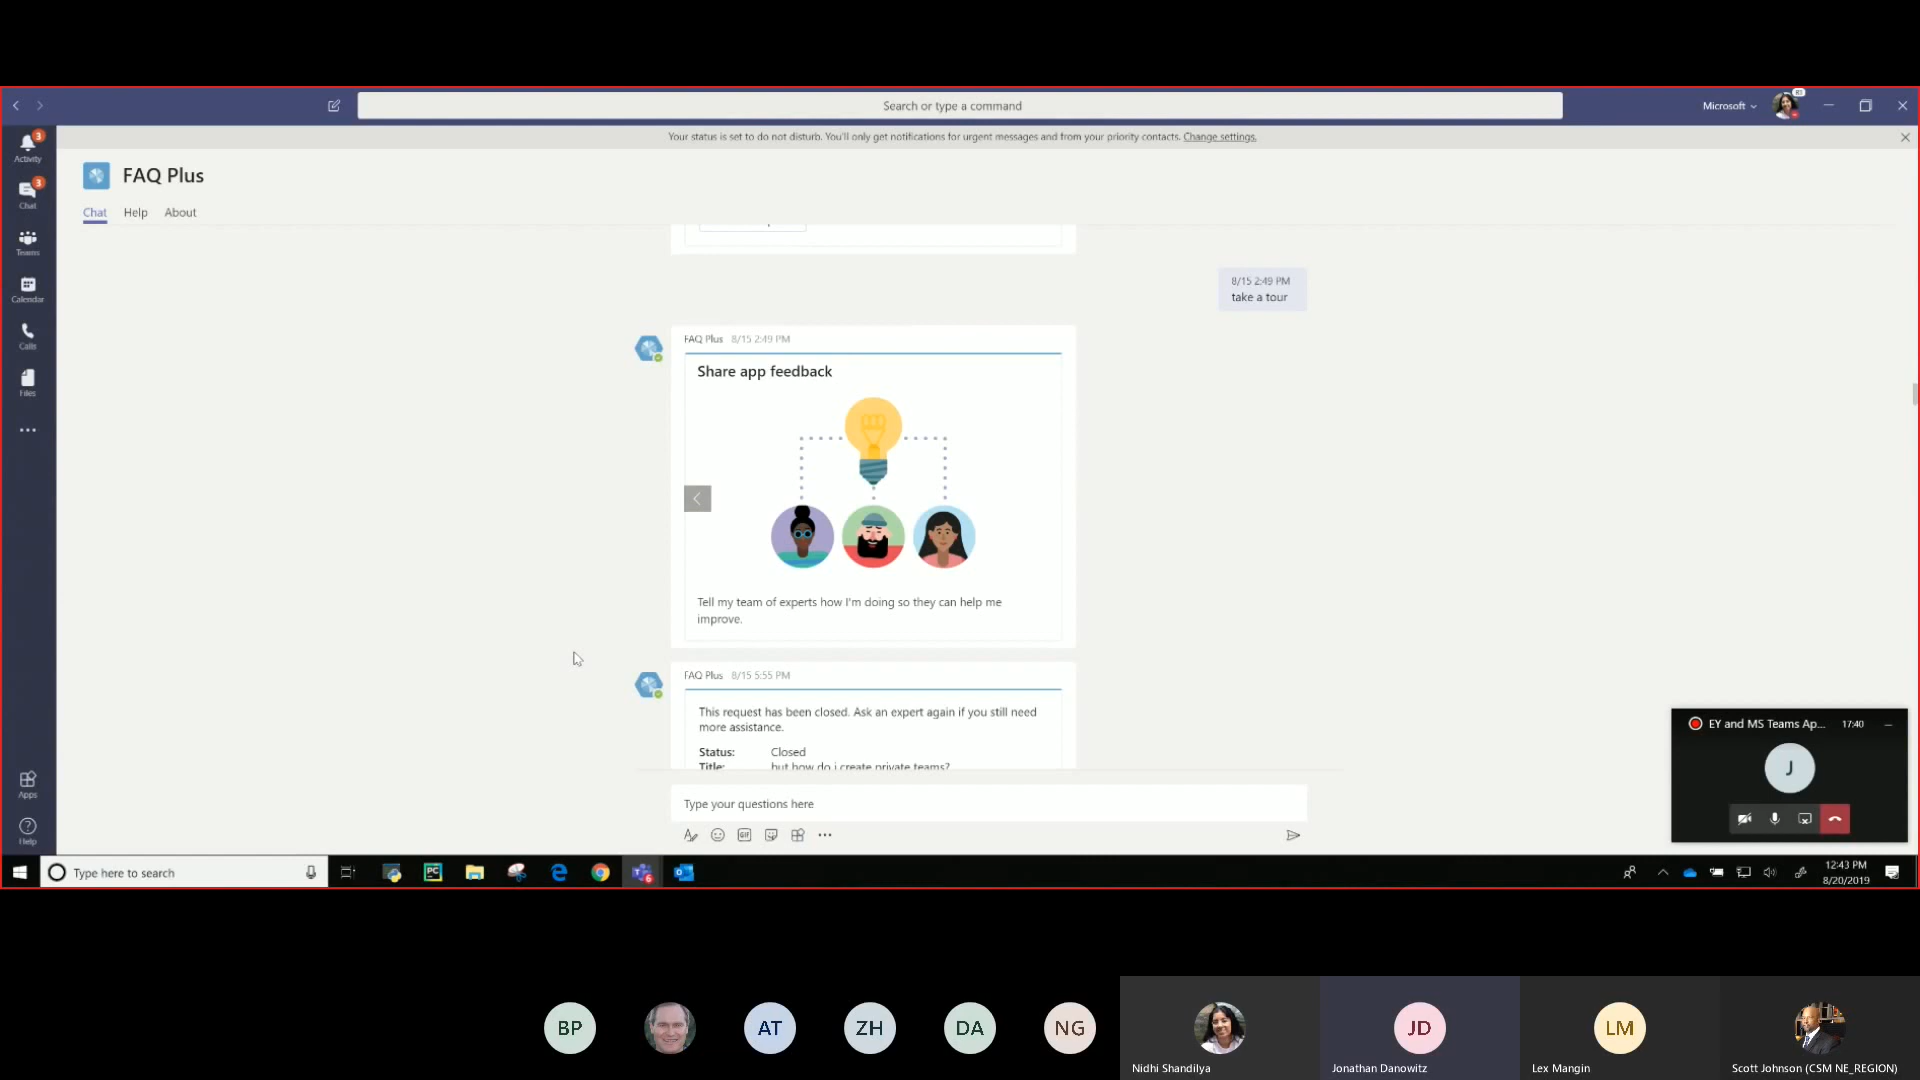 Search or type a command
Microsoft
Your status is set to do not disturb. You'll only get notifications for urgent messages and from your priority contacts. Change settings.
3
Activity
3
Chat
Teams
Calendar
Calls
Files
Apps
Help
FAQ Plus
Chat Help About
8/15 2:49 PM
take a tour
FAQ Plus 8/15 2:49 PM
Share app feedback
Tell my team of experts how I'm doing so they can help me
improve.
FAQ Plus 8/15 5:55 PM
This request has been closed. Ask an expert again if you still need
more assistance.
Status: Closed
Title: but how do i create private teams?
Type your questions here
GIF
EY and MS Teams Ap... 17:40
J
Type here to search
PC
6
12:43 PM
8/20/2019
BP
AT
ZH
DA
NG
JD
LM
Nidhi Shandilya
Jonathan Danowitz
Lex Mangin
Scott Johnson (CSM NE_REGION)